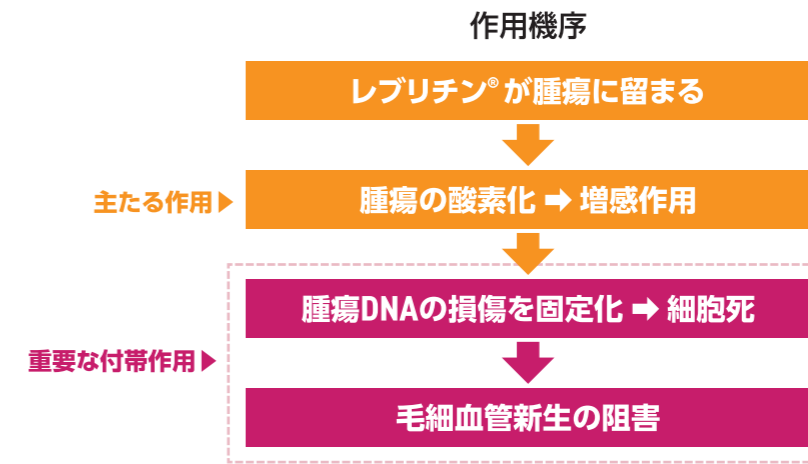 作用機序
レブリチン®が腫瘍に留まる
主たる作用▶
腫瘍の酸素化 ➡ 増感作用
腫瘍DNAの損傷を固定化 ➡ 細胞死
重要な付帯作用▶
毛細血管新生の阻害